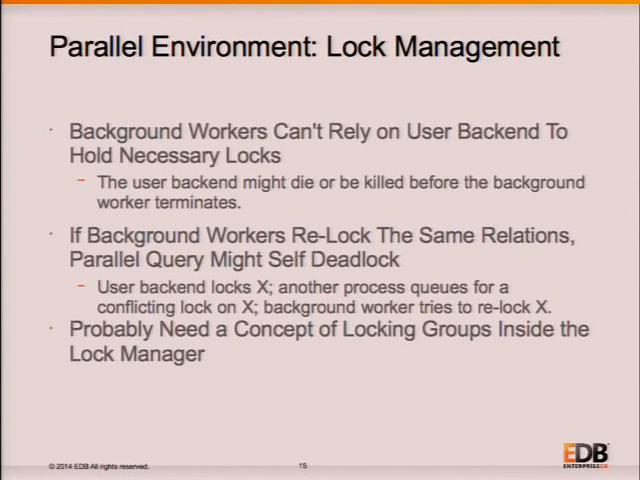 Parallel Environment: Lock Management
Background Workers Can't Rely on User Backend To
Hold Necessary Locks
The user backend might die or be killed before the background
worker terminates.
If Background Workers Re-Lock The Same Relations,
Parallel Query Might Self Deadlock
User backend locks X; another process queues for a
conflicting lock on X; background worker tries to re-lock X.
Probably Need a Concept of Locking Groups Inside the
Lock Manager
© 2014 EDB All rights reserved.
15
EDB
ENTERPRISEDB